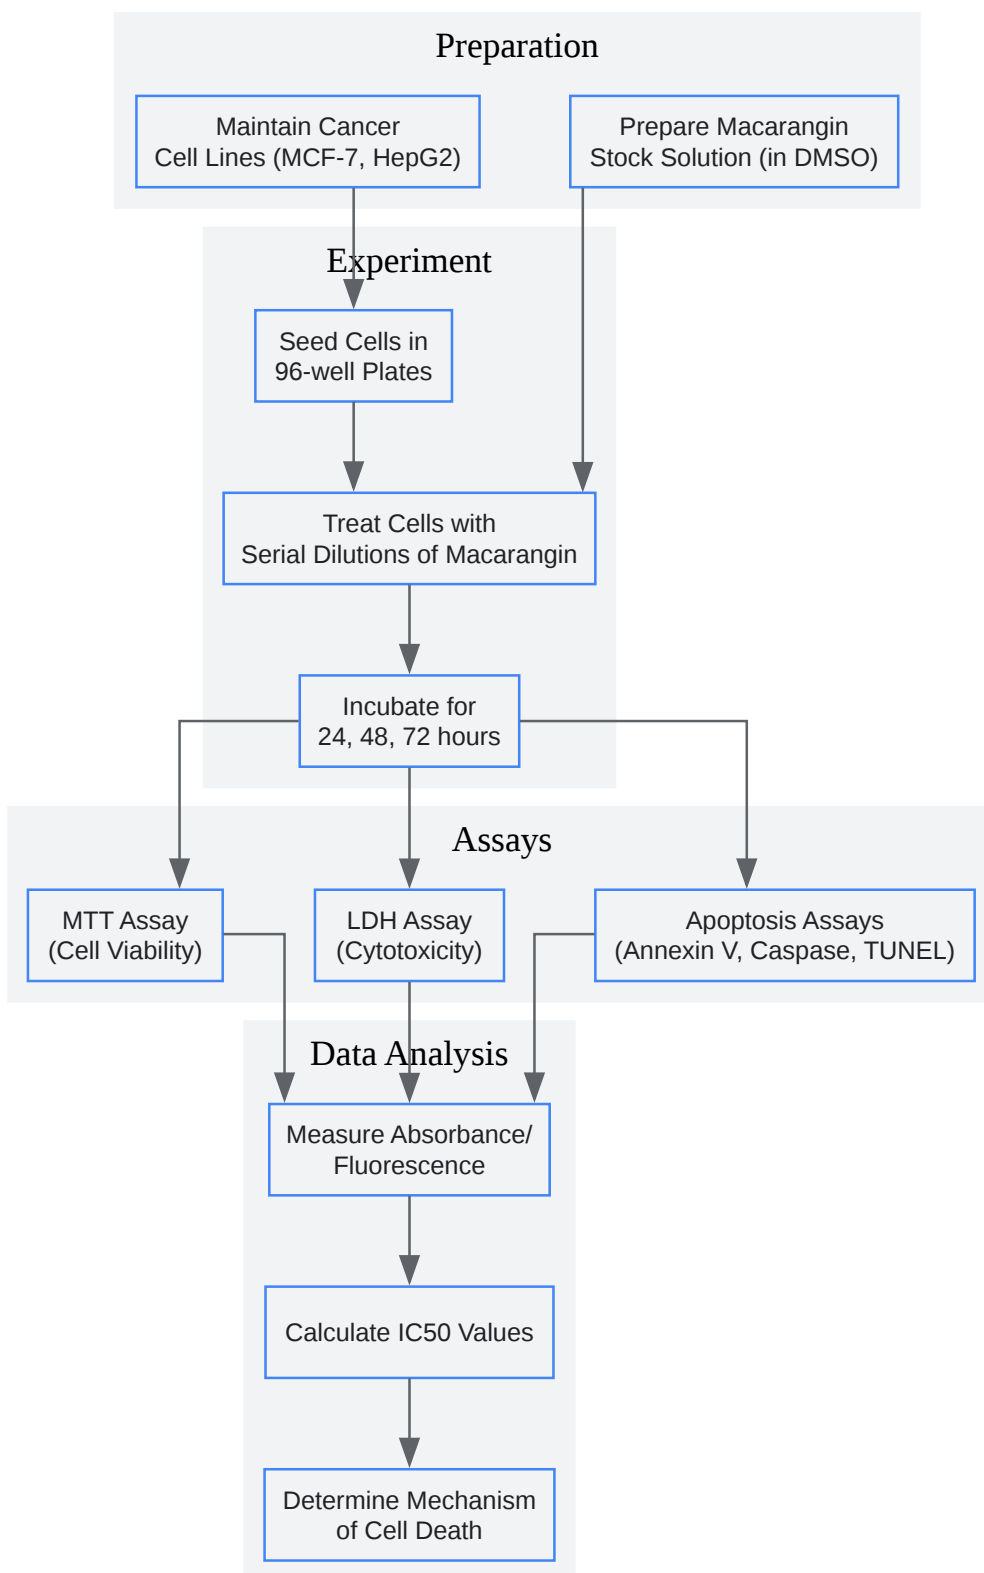 Preparation
Maintain Cancer
Cell Lines (MCF-7, HepG2)
Prepare Macarangin
Stock Solution (in DMSO)
Experiment
Seed Cells in
96-well Plates
Treat Cells with
Serial Dilutions of Macarangin
Incubate for
24, 48, 72 hours
Assays
MTT Assay
(Cell Viability)
LDH Assay
(Cytotoxicity)
Apoptosis Assays
(Annexin V, Caspase, TUNEL)
Data Analysis
Measure Absorbance/
Fluorescence
Calculate IC50 Values
Determine Mechanism
of Cell Death